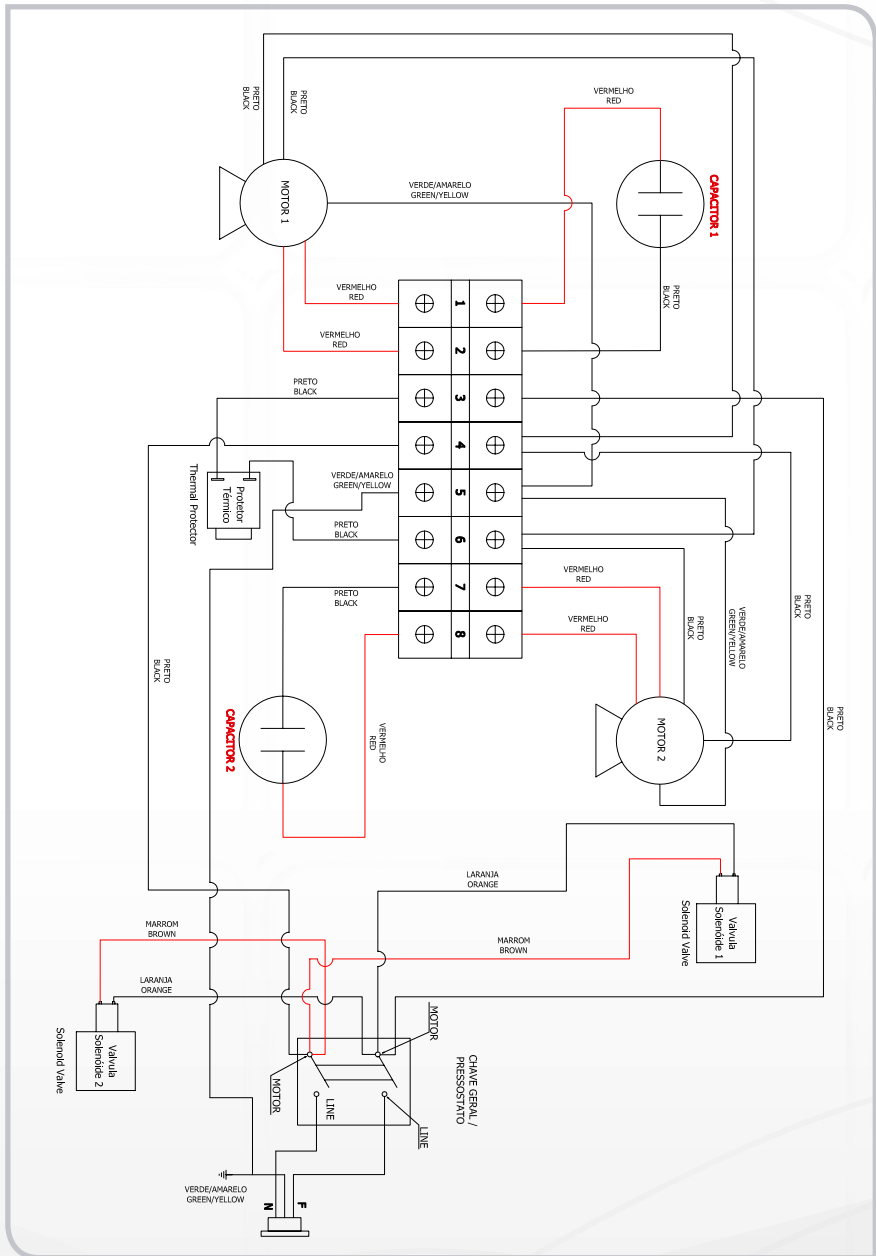 PRETO
BLACK
PRETO
BLACK
MOTOR 1
VERDE/AMARELO
GREEN/YELLOW
VERMELHO
RED
CAPACITOR 1
PRETO
BLACK
VERMELHO
RED
VERMELHO
RED
PRETO
BLACK
1
2
3
4
5
6
7
8
VERDE/AMARELO
GREEN/YELLOW
Protetor
Térmico
Thermal Protector
PRETO
BLACK
PRETO
BLACK
VERMELHO
RED
VERMELHO
RED
PRETO
BLACK
VERDE/AMARELO
GREEN/YELLOW
PRETO
BLACK
PRETO
BLACK
PRETO
BLACK
CAPACITOR 2
VERMELHO
RED
MOTOR 2
LARANJA
ORANGE
Valvula
Solenóide 1
Solenoid Valve
MARROM
BROWN
MARROM
BROWN
LARANJA
ORANGE
Valvula
Solenóide 2
Solenoid Valve
MOTOR
MOTOR
CHAVE GERAL /
PRESSOSTATO
LINE
LINE
VERDE/AMARELO
GREEN/YELLOW
N
F